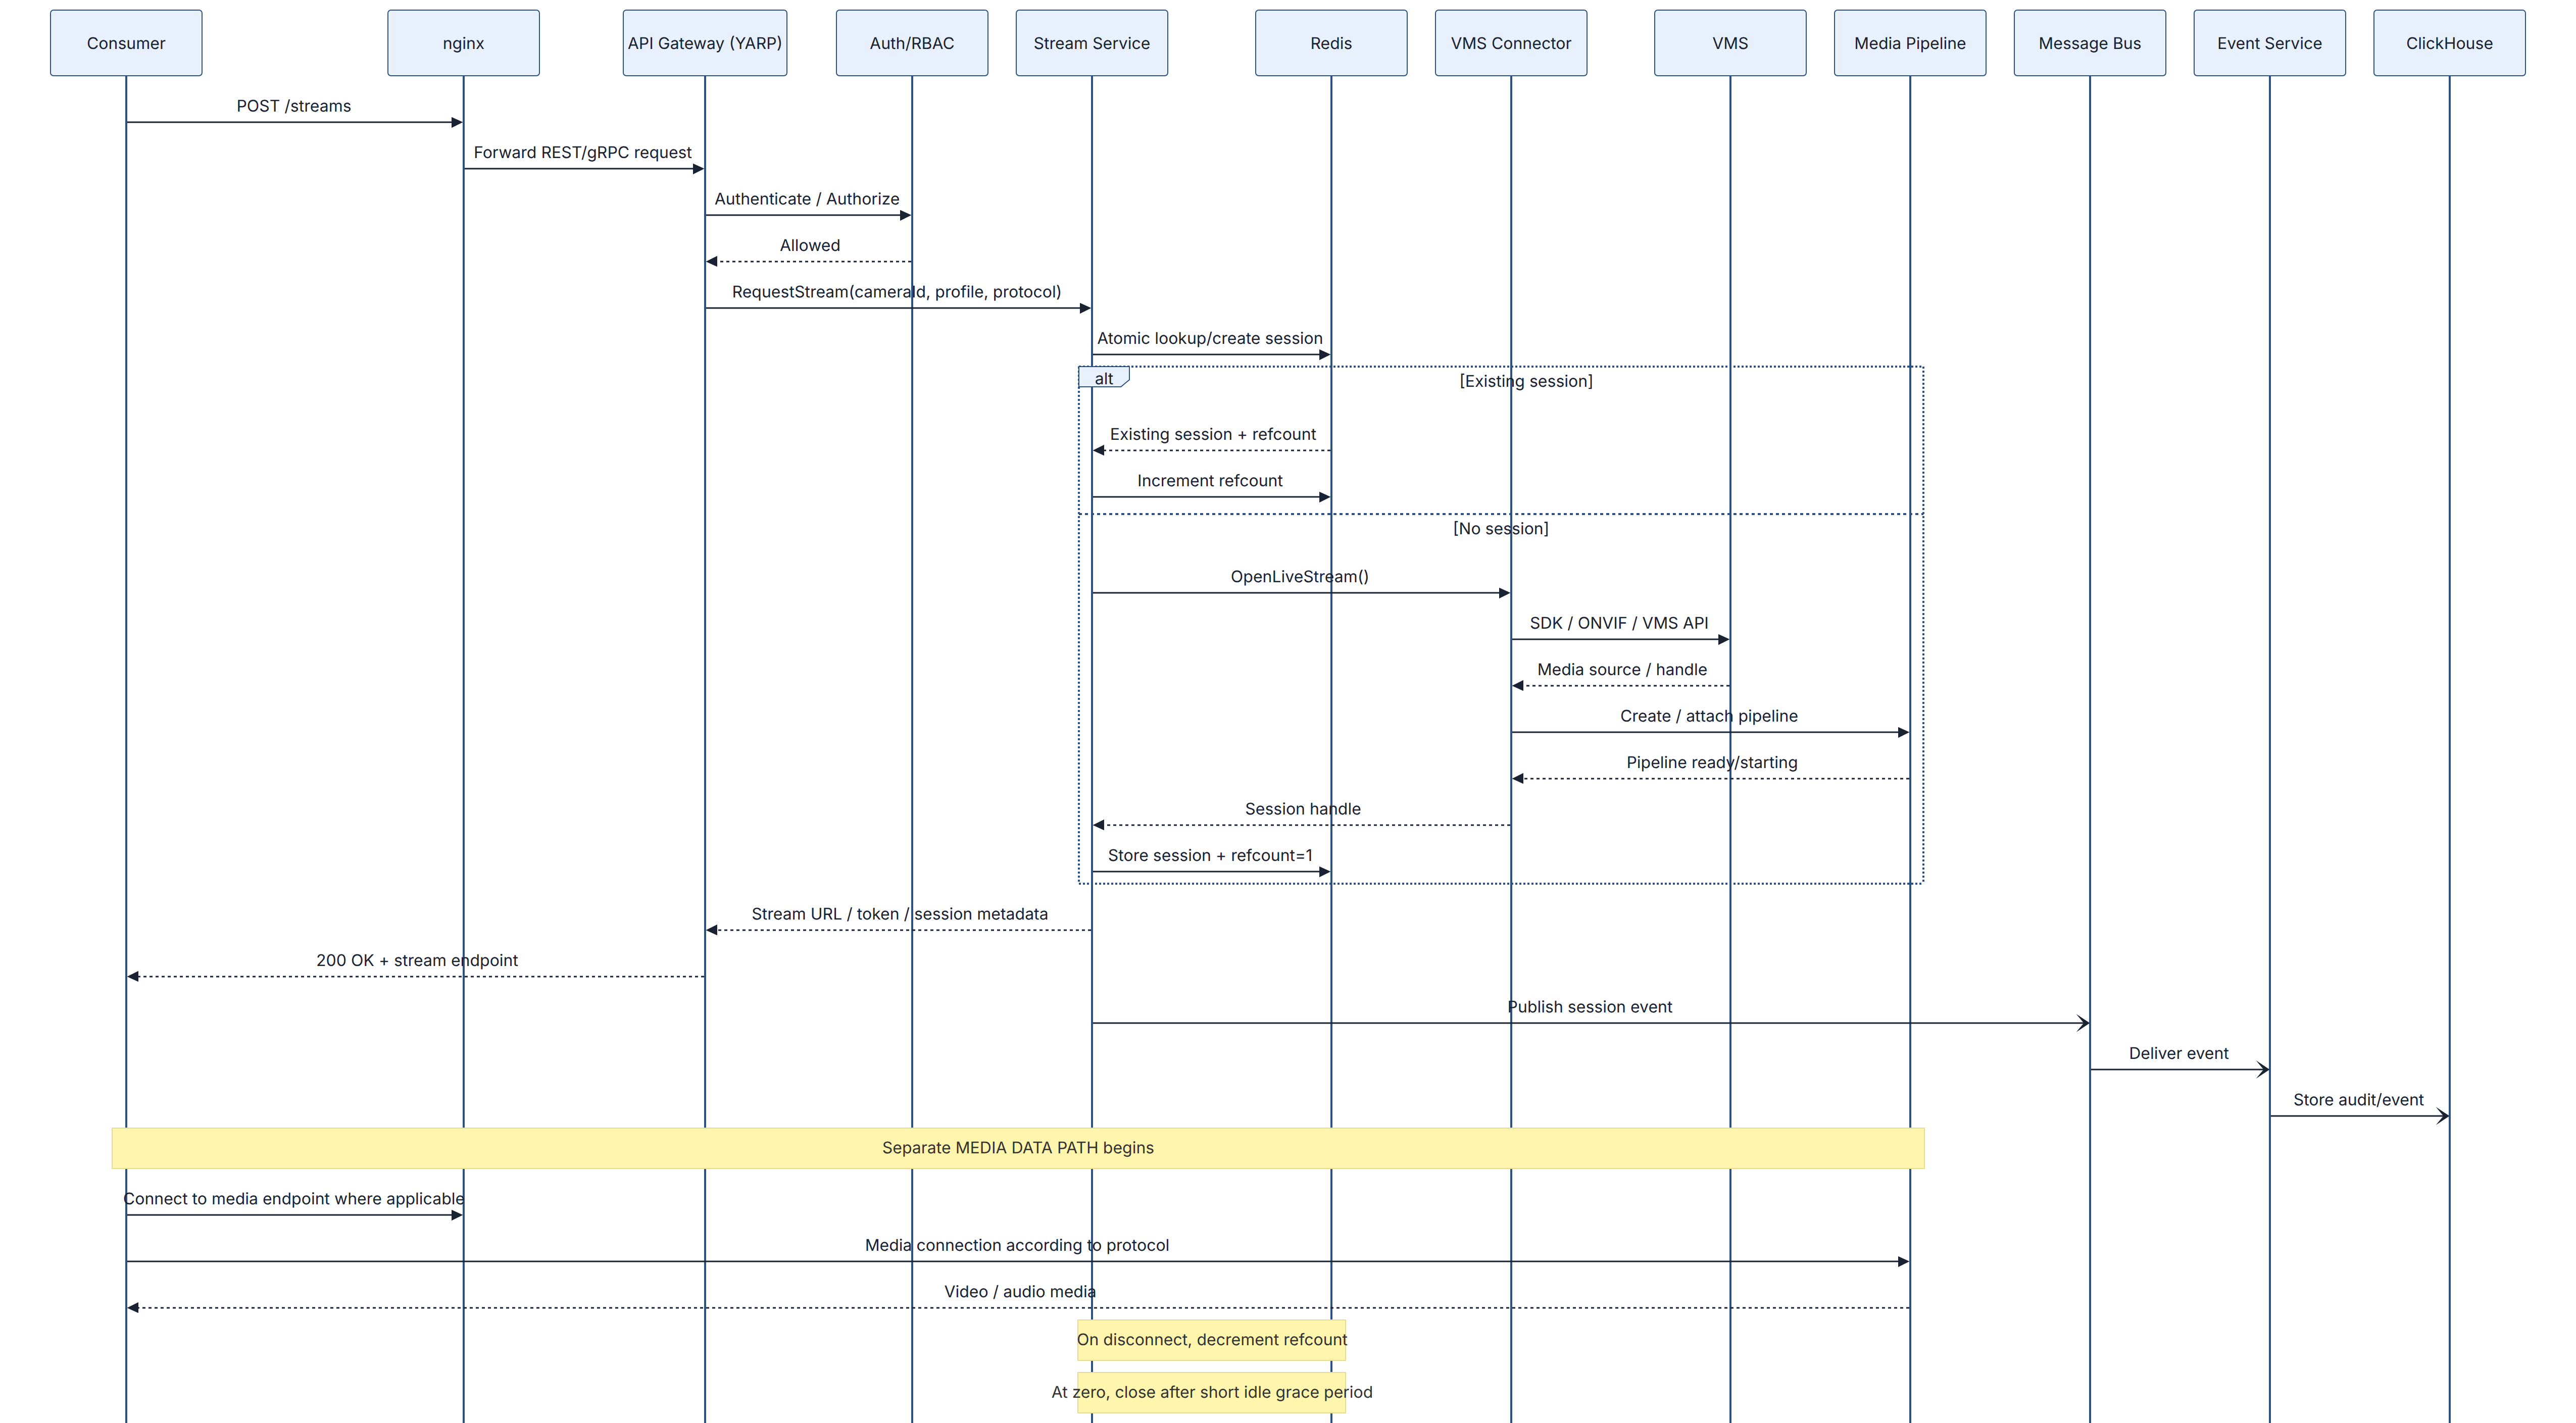 Consumer
nginx
API Gateway (YARP)
Auth/RBAC
Stream Service
Redis
VMS Connector
VMS
Media Pipeline
Message Bus
Event Service
ClickHouse
POST /streams
Forward REST/gRPC request
Authenticate / Authorize
Allowed
RequestStream(cameraId, profile, protocol)
Atomic lookup/create session
alt
[Existing session]
Existing session + refcount
Increment refcount
[No session]
OpenLiveStream()
SDK / ONVIF / VMS API
Media source / handle
Create / attach pipeline
Pipeline ready/starting
Session handle
Store session + refcount=1
Stream URL / token / session metadata
200 OK + stream endpoint
Publish session event
Deliver event
Store audit/event
Separate MEDIA DATA PATH begins
Connect to media endpoint where applicable
Media connection according to protocol
Video / audio media
On disconnect, decrement refcount
At zero, close after short idle grace period